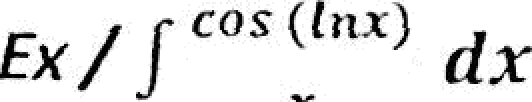 Ex / ∫ cos (lnx) / x dx